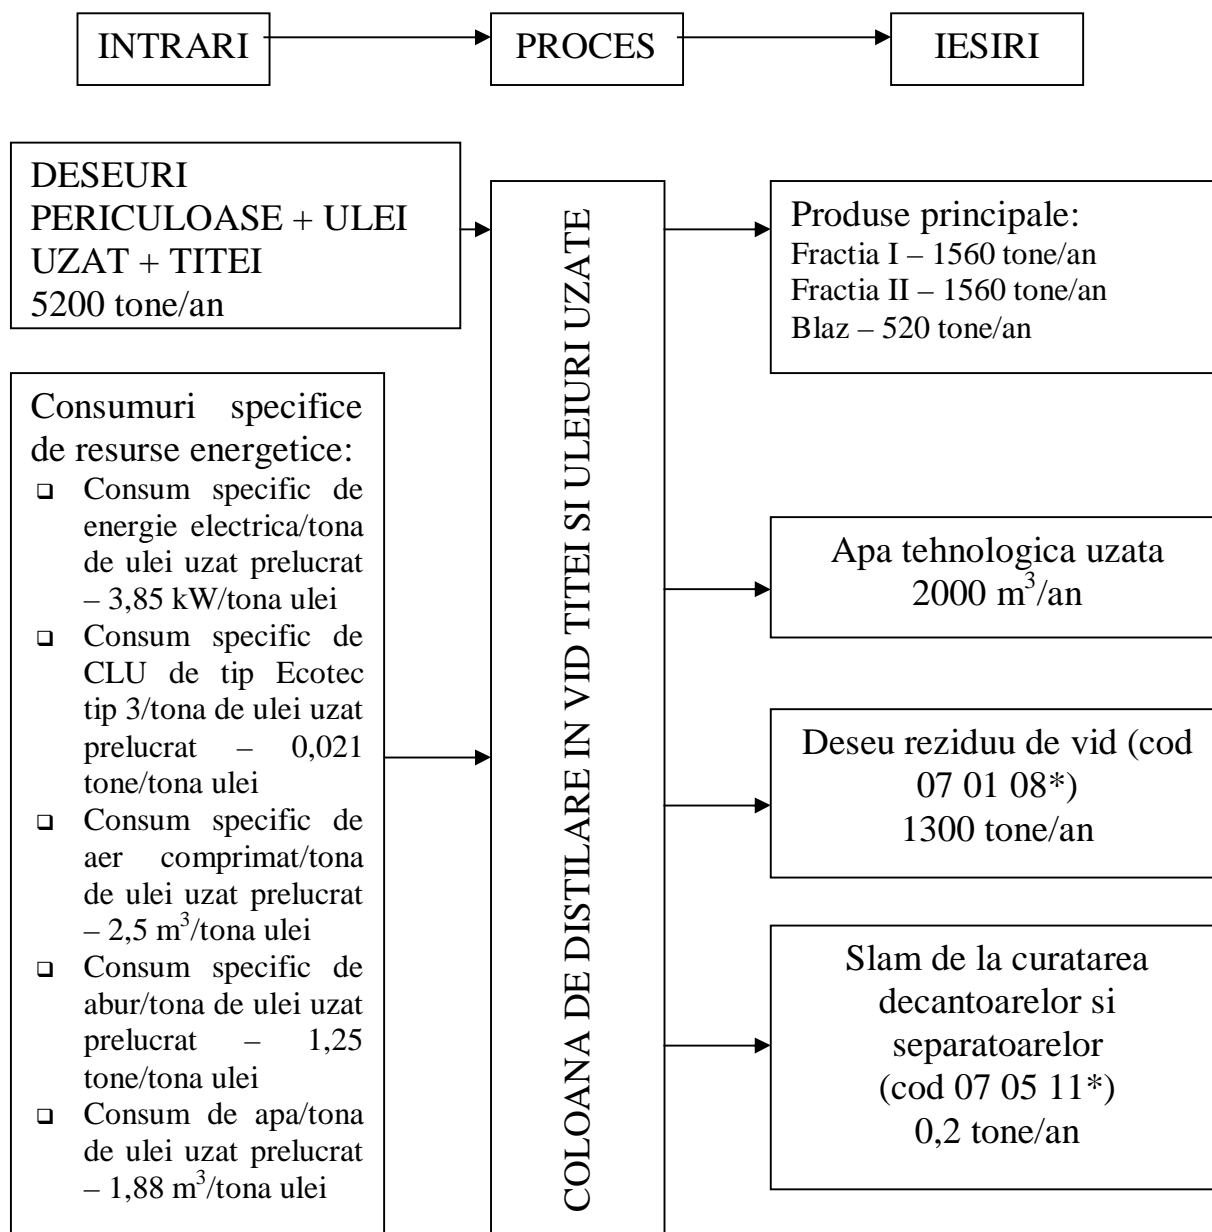 INTRARI
PROCES
IESIRI
DESEURI
PERICULOASE + ULEI
UZAT + TITEI
5200 tone/an
Consumuri specifice
de resurse energetice:
❑ Consum specific de
energie electrica/tona
de ulei uzat prelucrat
– 3,85 kW/tona ulei
❑ Consum specific de
CLU de tip Ecotec
tip 3/tona de ulei uzat
prelucrat – 0,021
tone/tona ulei
❑ Consum specific de
aer comprimat/tona
de ulei uzat prelucrat
– 2,5 m³/tona ulei
❑ Consum specific de
abur/tona de ulei uzat
prelucrat – 1,25
tone/tona ulei
❑ Consum de apa/tona
de ulei uzat prelucrat
– 1,88 m³/tona ulei
COLOANA DE DISTILARE IN VID TITEI SI ULEIURI UZATE
Produse principale:
Fractia I – 1560 tone/an
Fractia II – 1560 tone/an
Blaz – 520 tone/an
Apa tehnologica uzata
2000 m³/an
Deseu reziduu de vid (cod
07 01 08*)
1300 tone/an
Slam de la curatarea
decantoarelor si
separatoarelor
(cod 07 05 11*)
0,2 tone/an